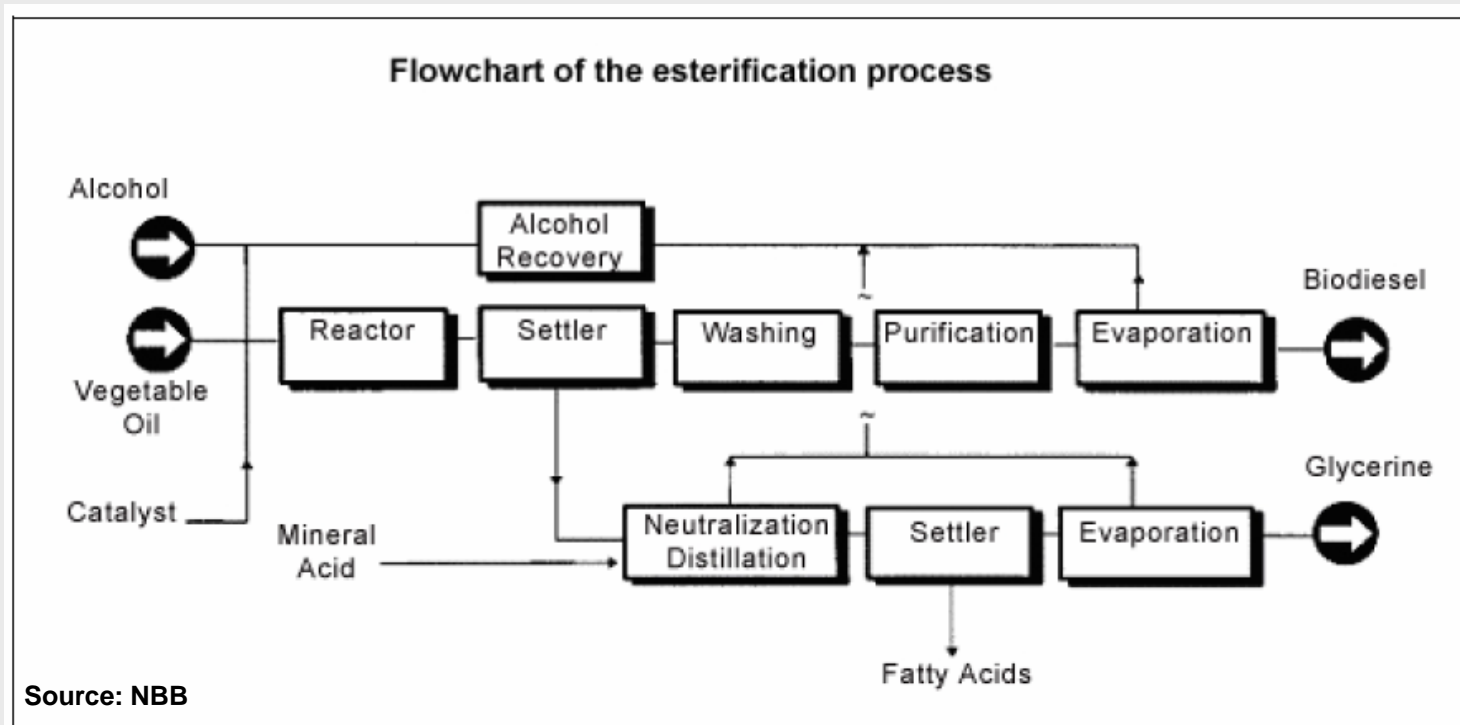 Flowchart of the esterification process
Alcohol
Alcohol
Recovery
Biodiesel
Reactor
Settler
Washing
~
Purification
Evaporation
Vegetable
Oil
~
Glycerine
Catalyst
Mineral
Acid
Neutralization
Distillation
Settler
Evaporation
Fatty Acids
Source: NBB